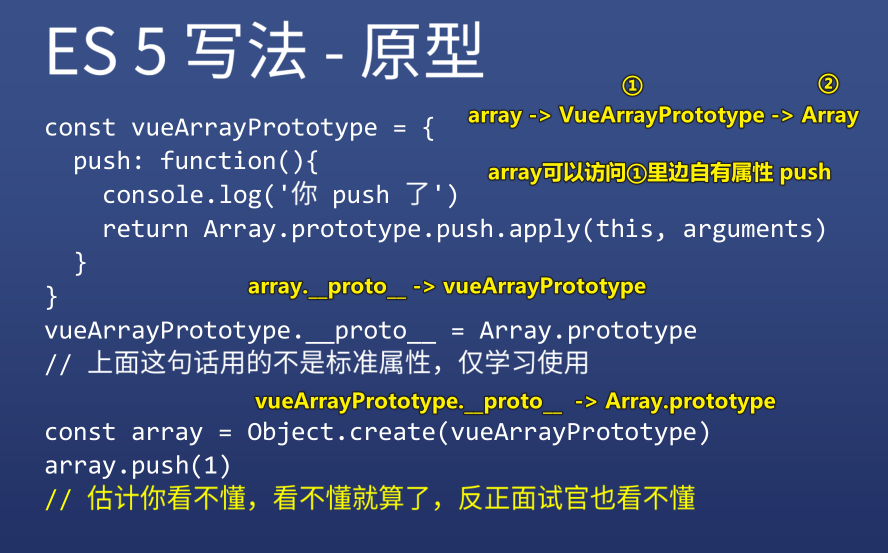 ES 5 写法 - 原型
① ②
array -> VueArrayPrototype -> Array
const vueArrayPrototype = {
push: function(){
array可以访问①里边自有属性 push
console.log('你 push 了')
return Array.prototype.push.apply(this, arguments)
}
array.__proto__ -> vueArrayPrototype
}
vueArrayPrototype.__proto__ = Array.prototype
// 上面这句话用的不是标准属性，仅学习使用
vueArrayPrototype.__proto__ -> Array.prototype
const array = Object.create(vueArrayPrototype)
array.push(1)
// 估计你看不懂，看不懂就算了，反正面试官也看不懂